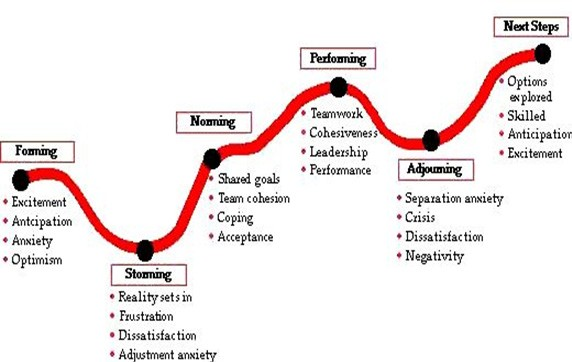 Forming
Excitement
Antcipation
Anxiety
Optimism
Storming
Reality sets in
Frustration
Dissatisfaction
Adjustment anxiety
Norming
Shared goals
Team cohesion
Coping
Acceptance
Performing
Teamwork
Cohesiveness
Leadership
Performance
Adjourning
Separation anxiety
Crisis
Dissatisfaction
Negativity
Next Steps
Options
explored
Skilled
Anticipation
Excitement